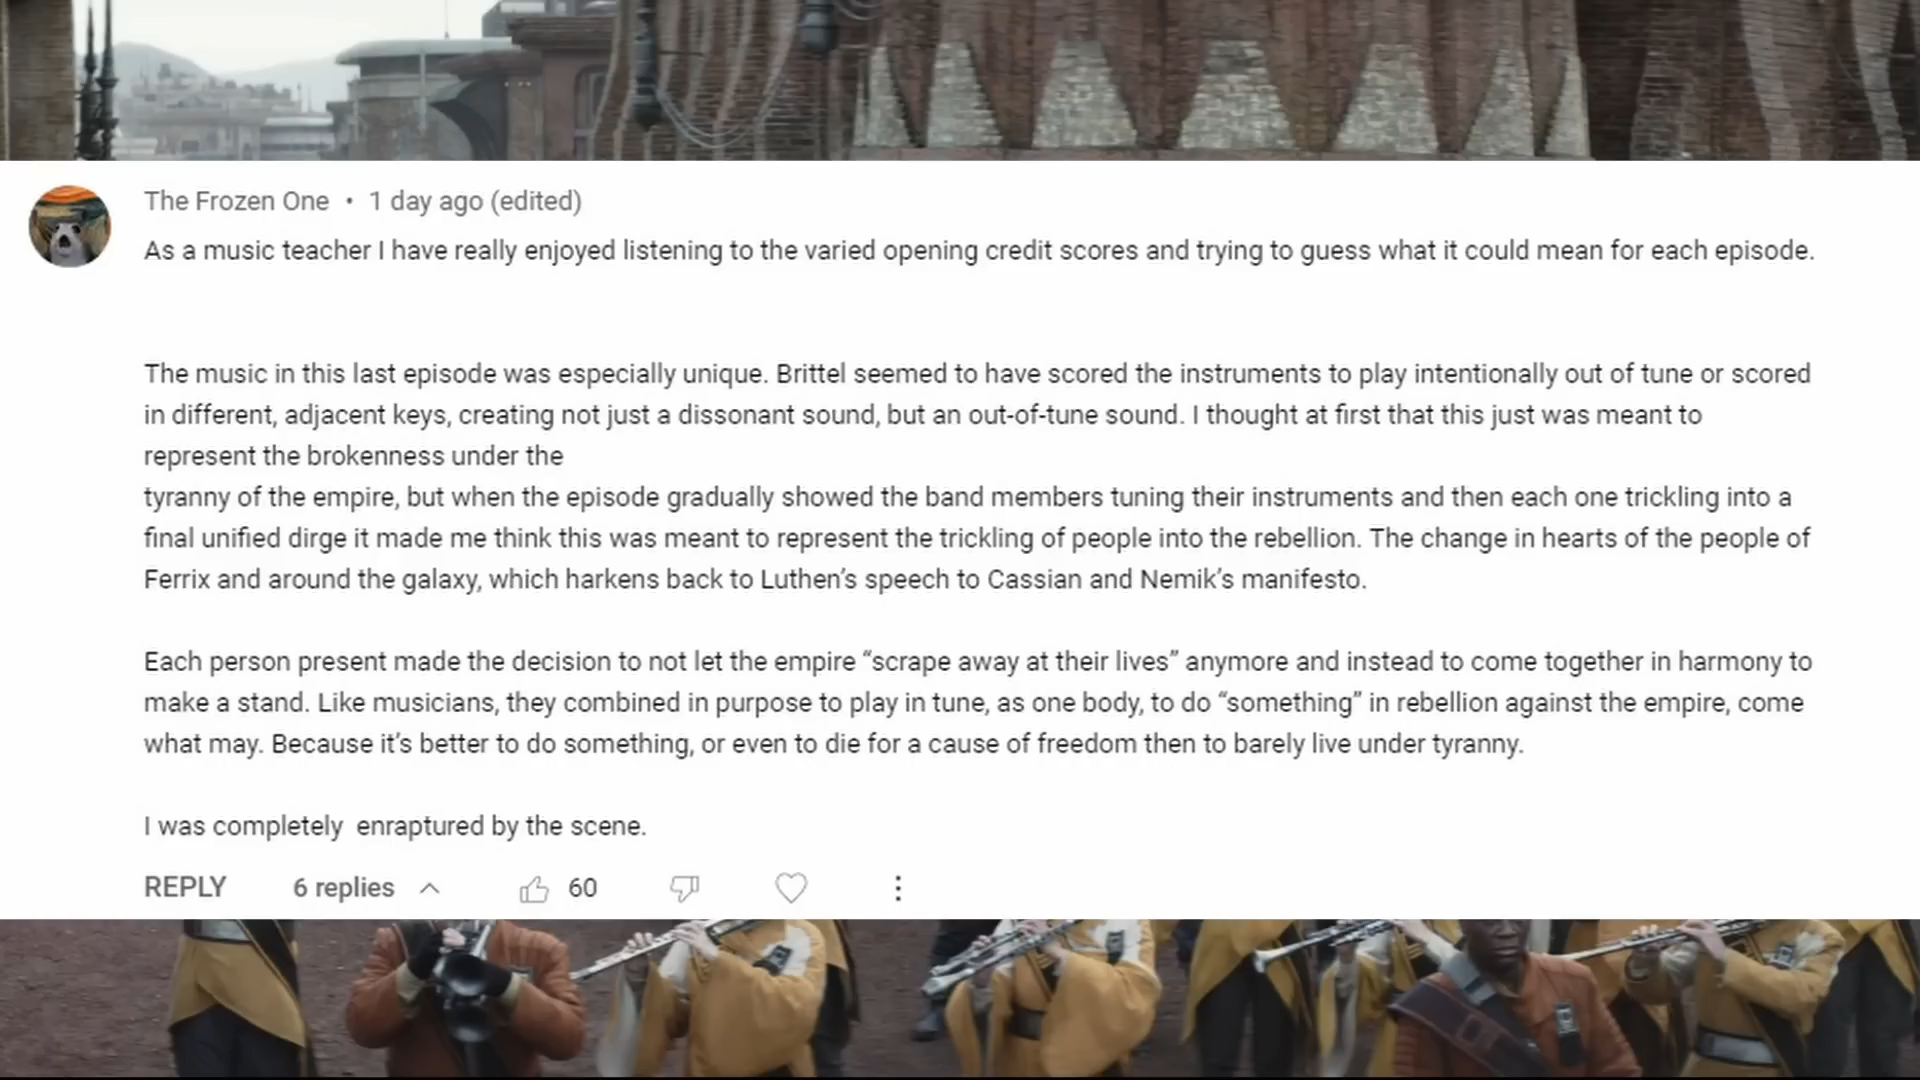 The Frozen One • 1 day ago (edited)
As a music teacher I have really enjoyed listening to the varied opening credit scores and trying to guess what it could mean for each episode.
The music in this last episode was especially unique. Brittel seemed to have scored the instruments to play intentionally out of tune or scored
in different, adjacent keys, creating not just a dissonant sound, but an out-of-tune sound. I thought at first that this just was meant to
represent the brokenness under the
tyranny of the empire, but when the episode gradually showed the band members tuning their instruments and then each one trickling into a
final unified dirge it made me think this was meant to represent the trickling of people into the rebellion. The change in hearts of the people of
Ferrix and around the galaxy, which harkens back to Luthen’s speech to Cassian and Nemik’s manifesto.
Each person present made the decision to not let the empire “scrape away at their lives” anymore and instead to come together in harmony to
make a stand. Like musicians, they combined in purpose to play in tune, as one body, to do “something” in rebellion against the empire, come
what may. Because it’s better to do something, or even to die for a cause of freedom then to barely live under tyranny.
I was completely  enraptured by the scene.
REPLY 6 replies 60